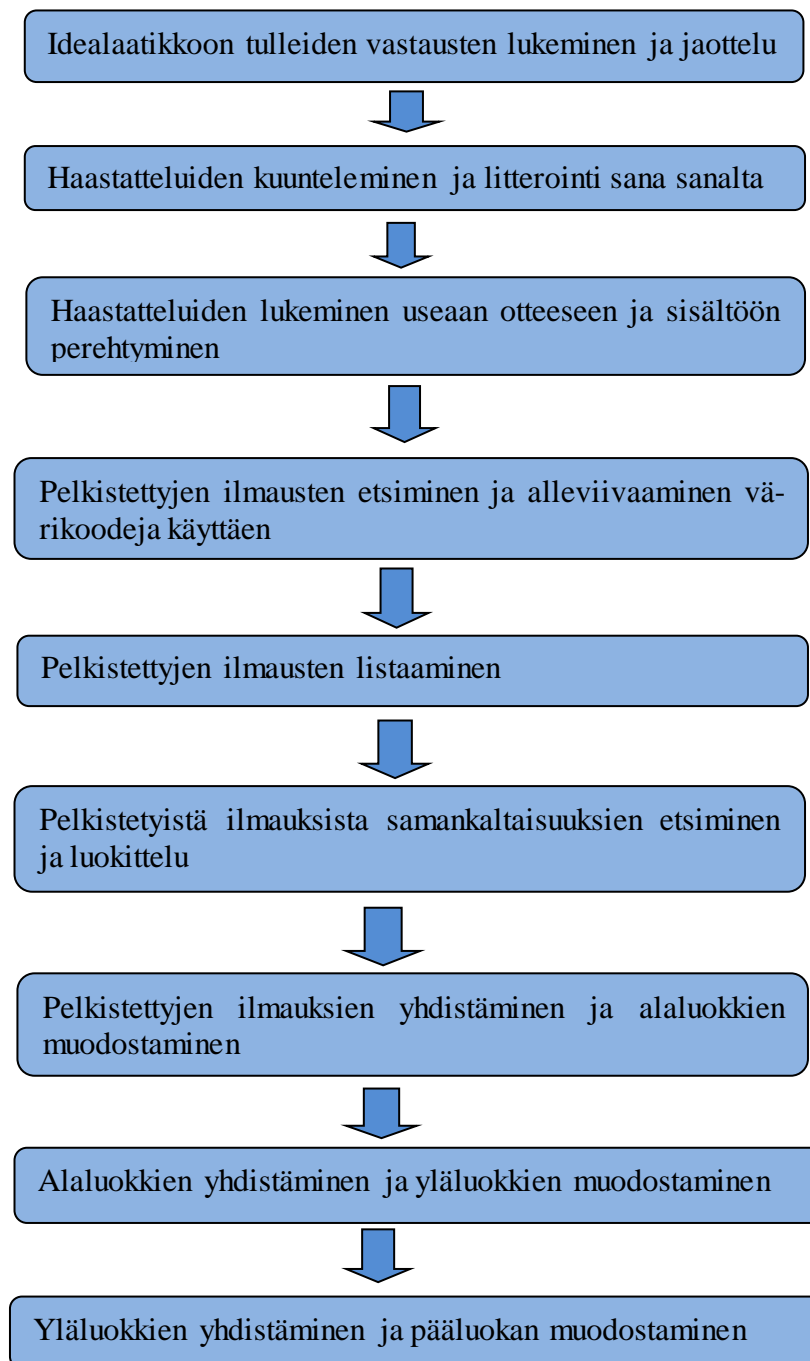 Idealaatikkoon tulleiden vastausten lukeminen ja jaottelu
Haastatteluiden kuunteleminen ja litterointi sana sanalta
Haastatteluiden lukeminen useaan otteeseen ja sisältöön
perehtyminen
Pelkistettyjen ilmausten etsiminen ja alleviivaaminen vä-
rikoodeja käyttäen
Pelkistettyjen ilmausten listaaminen
Pelkistetyistä ilmauksista samankaltaisuuksien etsiminen
ja luokittelu
Pelkistettyjen ilmauksien yhdistäminen ja alaluokkien
muodostaminen
Alaluokkien yhdistäminen ja yläluokkien muodostaminen
Yläluokkien yhdistäminen ja pääluokan muodostaminen